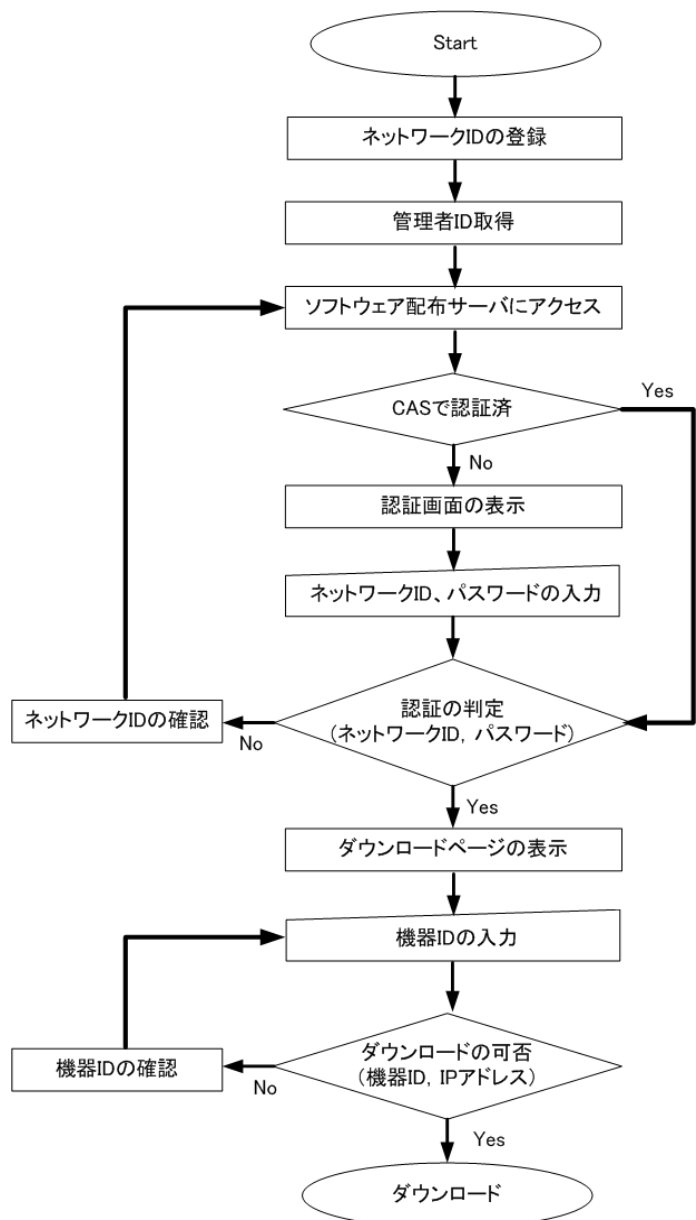 Start
ネットワークIDの登録
管理者ID取得
ソフトウェア配布サーバにアクセス
CASで認証済
Yes
No
認証画面の表示
ネットワークID、パスワードの入力
認証の判定
(ネットワークID, パスワード)
ネットワークIDの確認
No
Yes
ダウンロードページの表示
機器IDの入力
ダウンロードの可否
(機器ID, IPアドレス)
機器IDの確認
No
Yes
ダウンロード